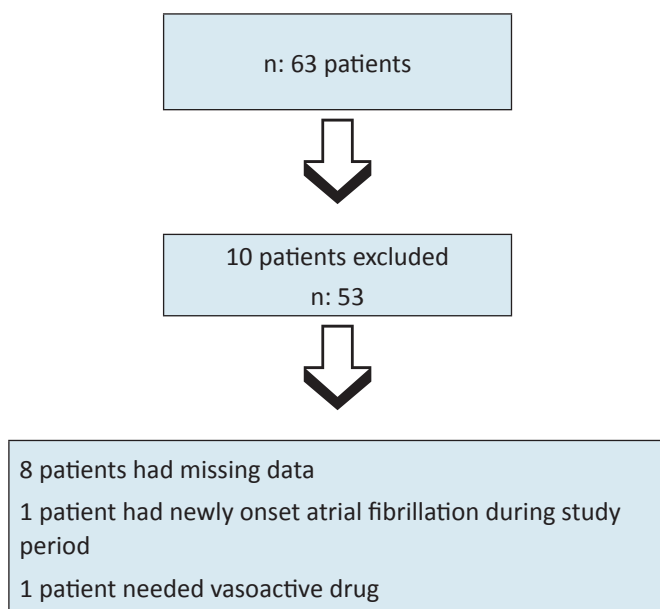 n: 63 patients
10 patients excluded
n: 53
8 patients had missing data
1 patient had newly onset atrial fibrillation during study
period
1 patient needed vasoactive drug